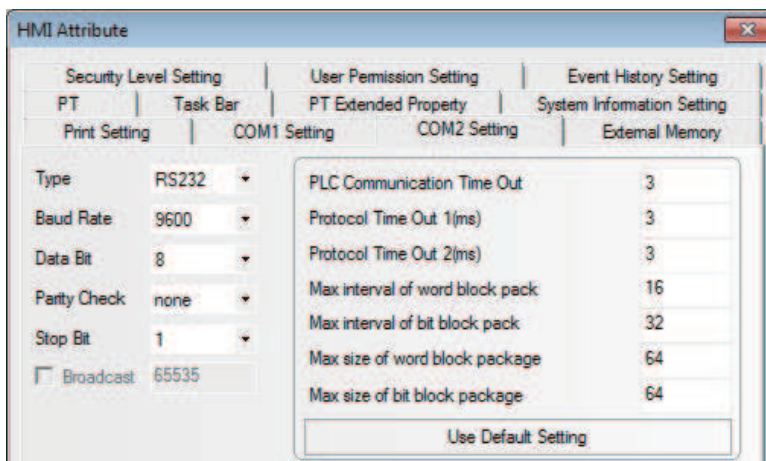 HMI Attribute
Security Level Setting User Permission Setting Event History Setting
PT Task Bar PT Extended Property System Information Setting
Print Setting COM1 Setting COM2 Setting External Memory
Type RS232
Baud Rate 9600
Data Bit 8
Parity Check none
Stop Bit 1
Broadcast 65535
PLC Communication Time Out 3
Protocol Time Out 1(ms) 3
Protocol Time Out 2(ms) 3
Max interval of word block pack 16
Max interval of bit block pack 32
Max size of word block package 64
Max size of bit block package 64
Use Default Setting